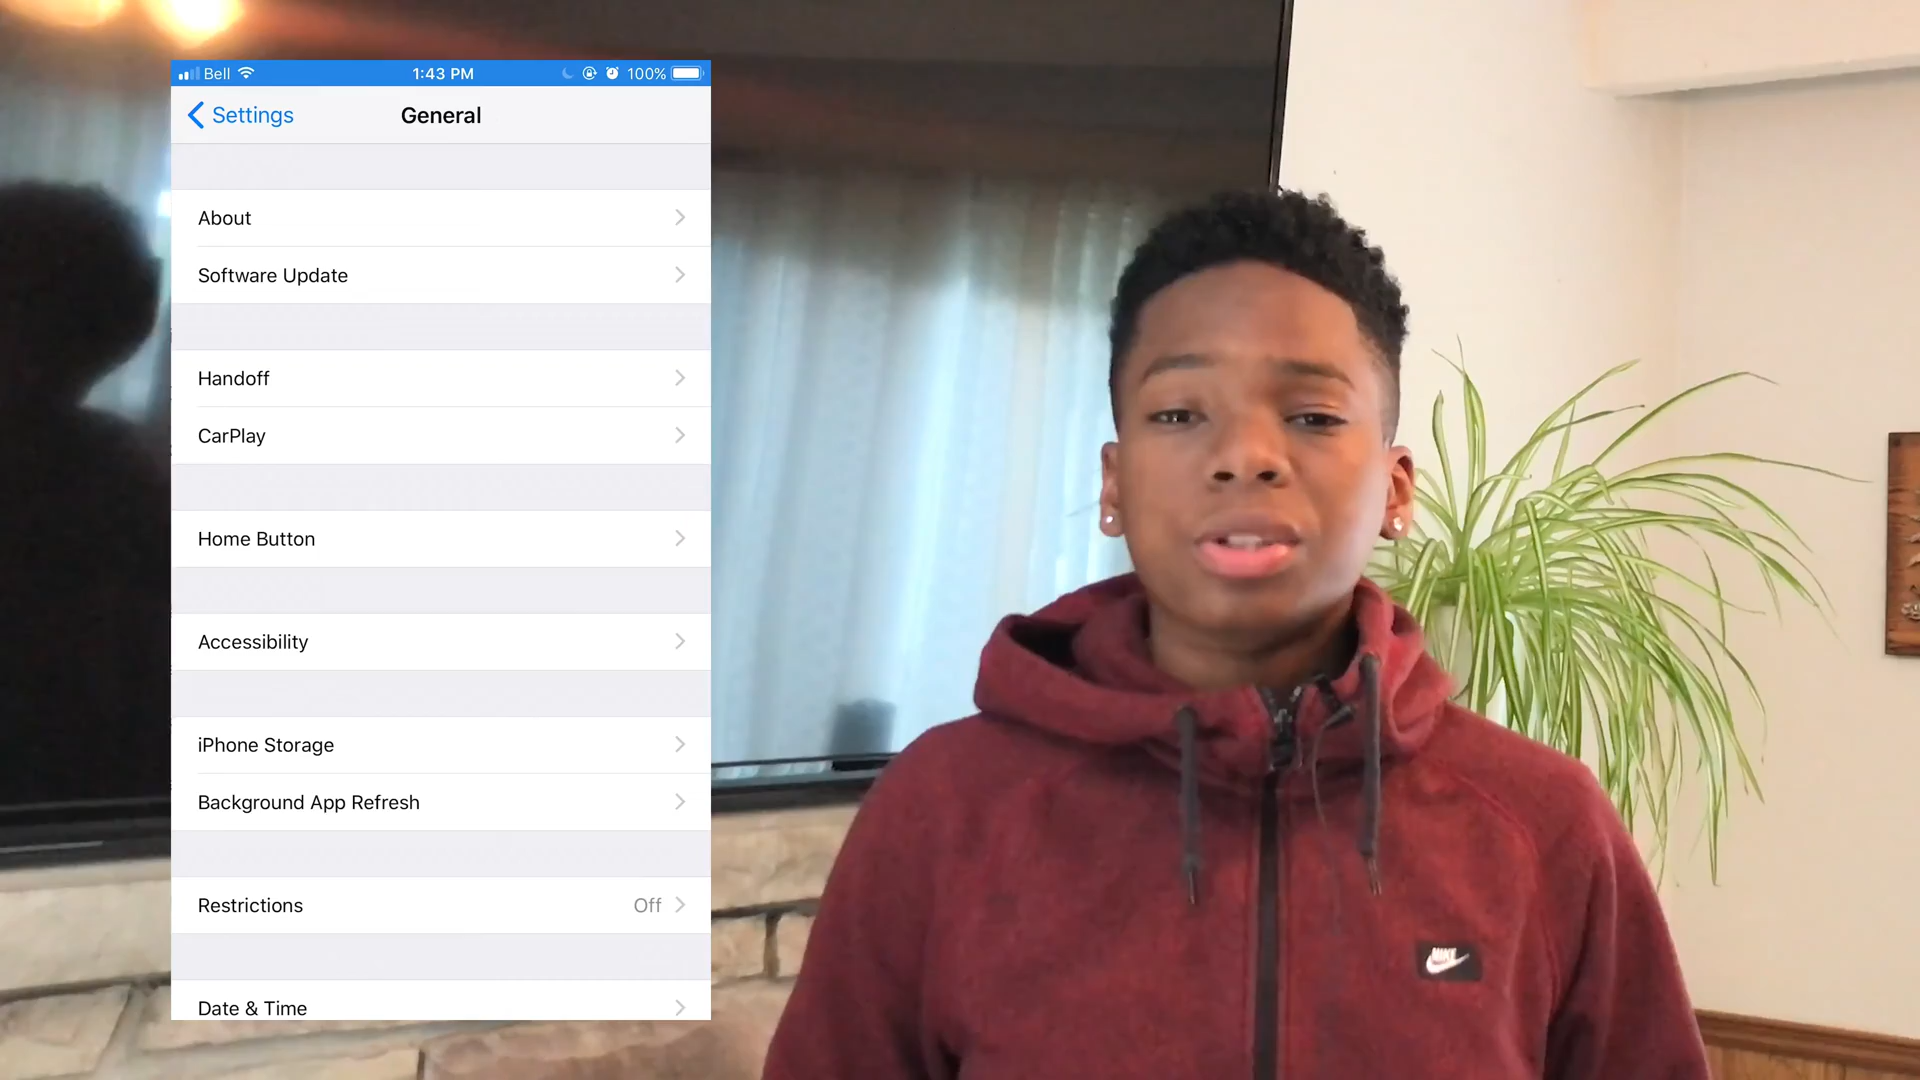 Bell 1:43 PM 100%
Settings General
About
Software Update
Handoff
CarPlay
Home Button
Accessibility
iPhone Storage
Background App Refresh
Restrictions Off
Date & Time
NIKE